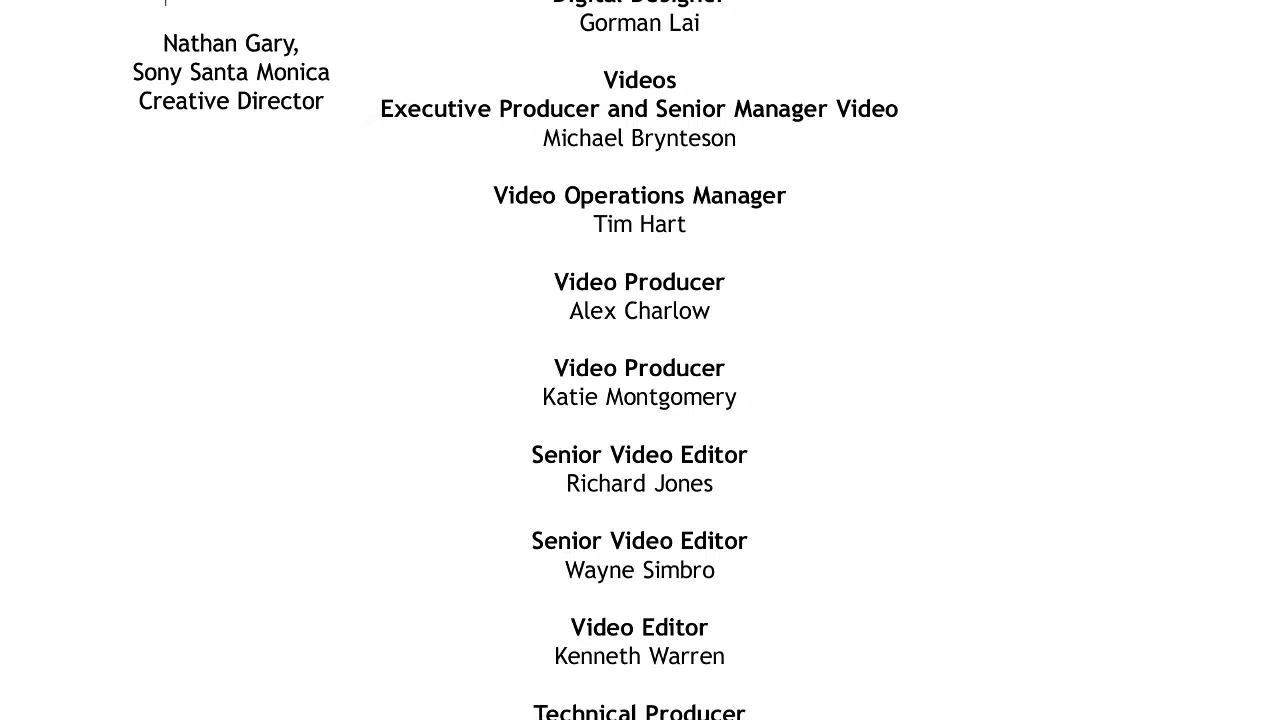 Nathan Gary,
Sony Santa Monica
Creative Director
Digital Designer
Gorman Lai
Videos
Executive Producer and Senior Manager Video
Michael Brynteson
Video Operations Manager
Tim Hart
Video Producer
Alex Charlow
Video Producer
Katie Montgomery
Senior Video Editor
Richard Jones
Senior Video Editor
Wayne Simbro
Video Editor
Kenneth Warren
Technical Producer